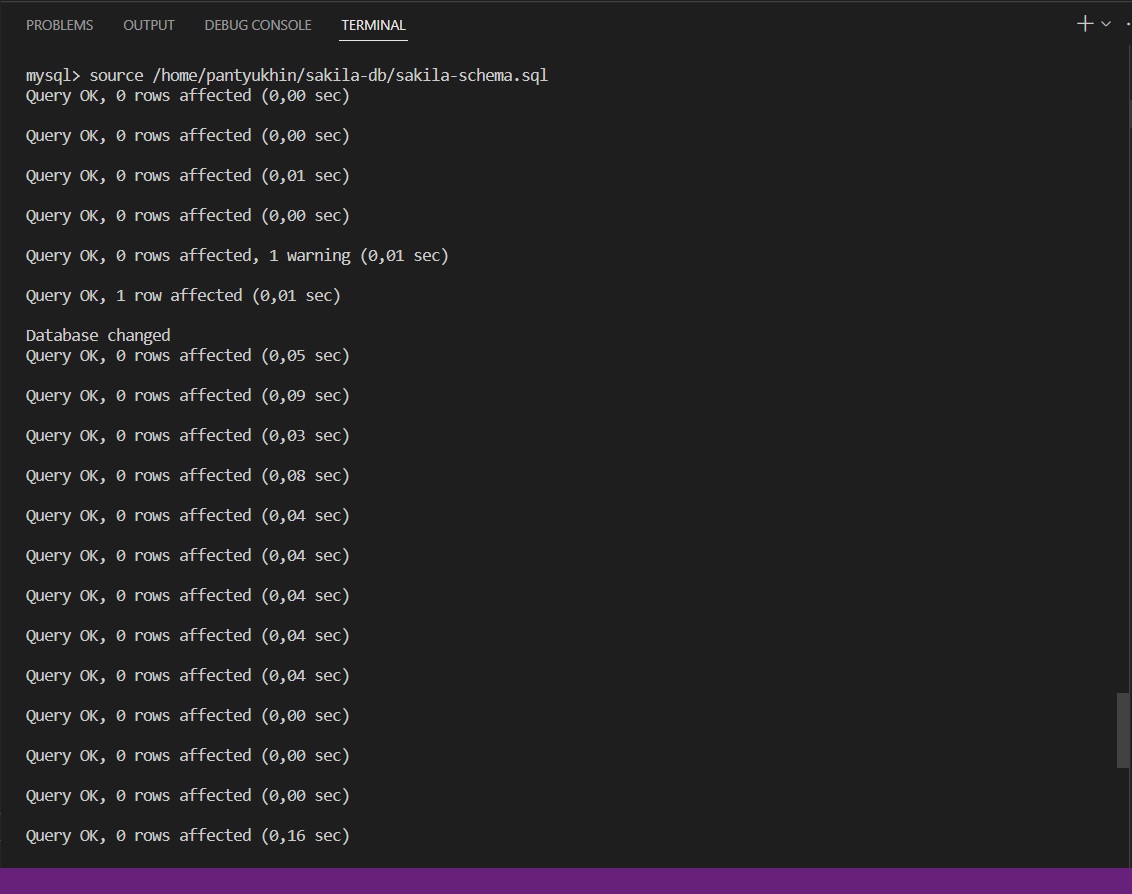 PROBLEMS OUTPUT DEBUG CONSOLE TERMINAL
mysql> source /home/pantyukhin/sakila-db/sakila-schema.sql
Query OK, 0 rows affected (0,00 sec)
Query OK, 0 rows affected (0,00 sec)
Query OK, 0 rows affected (0,01 sec)
Query OK, 0 rows affected (0,00 sec)
Query OK, 0 rows affected, 1 warning (0,01 sec)
Query OK, 1 row affected (0,01 sec)
Database changed
Query OK, 0 rows affected (0,05 sec)
Query OK, 0 rows affected (0,09 sec)
Query OK, 0 rows affected (0,03 sec)
Query OK, 0 rows affected (0,08 sec)
Query OK, 0 rows affected (0,04 sec)
Query OK, 0 rows affected (0,04 sec)
Query OK, 0 rows affected (0,04 sec)
Query OK, 0 rows affected (0,04 sec)
Query OK, 0 rows affected (0,04 sec)
Query OK, 0 rows affected (0,00 sec)
Query OK, 0 rows affected (0,00 sec)
Query OK, 0 rows affected (0,00 sec)
Query OK, 0 rows affected (0,16 sec)